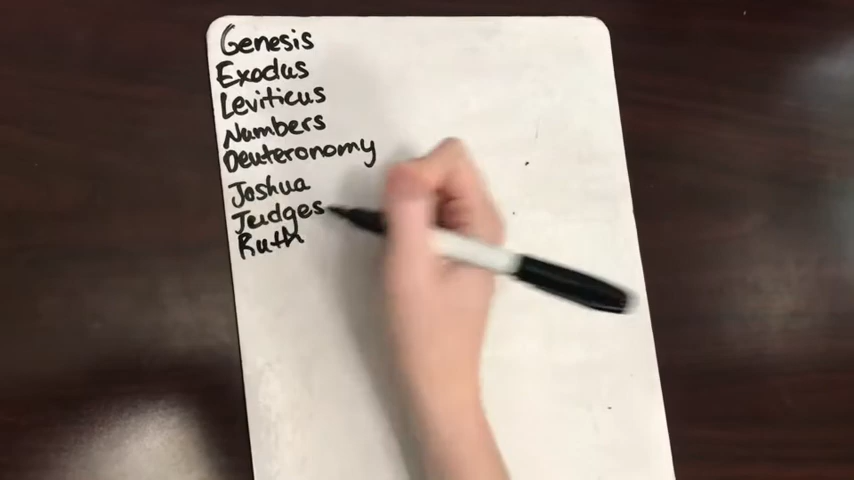 Genesis
Exodus
Leviticus
Numbers
Deuteronomy
Joshua
Judges
Ruth